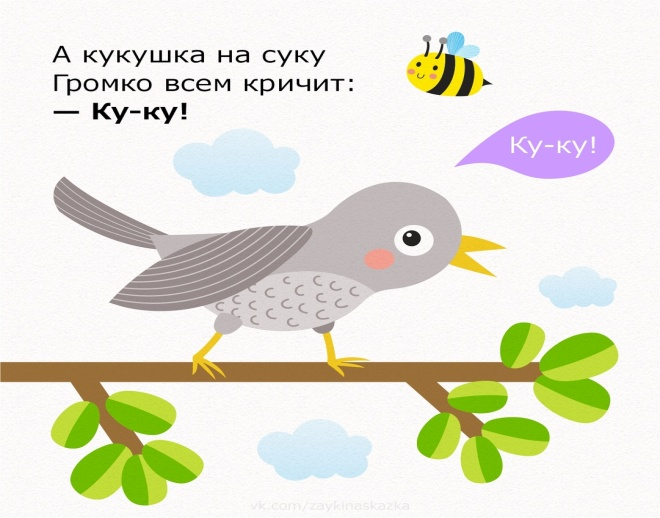 А кукушка на суку
Громко всем кричит:
— Ку-ку!
Ку-ку!
vk.com/zaykinaskazka